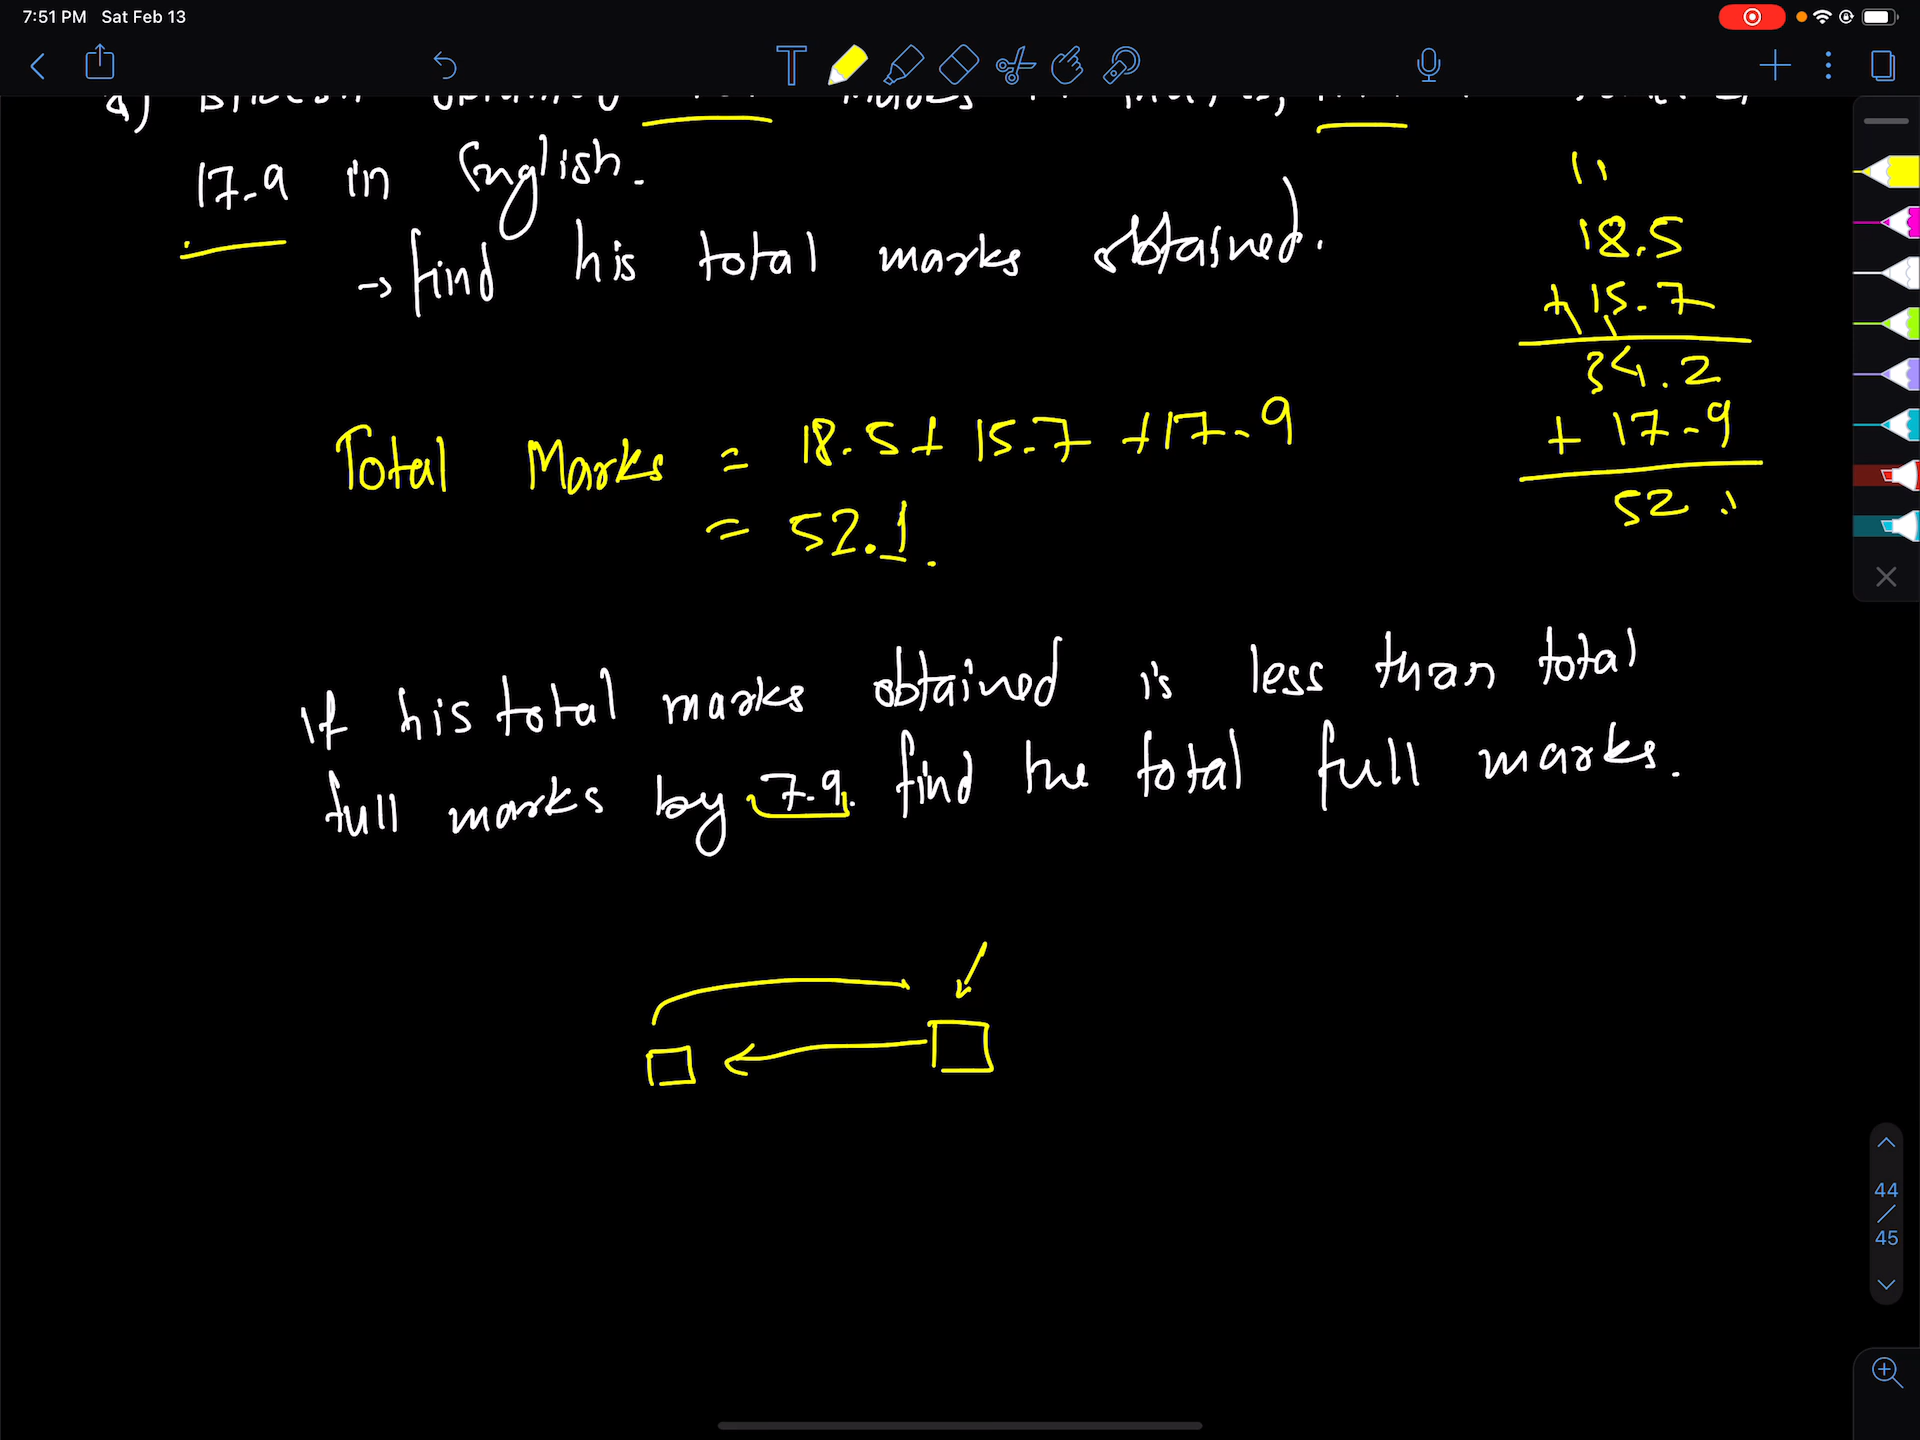 7:51 PM Sat Feb 13
17.9 in English.
→ find his total marks obtained.
11
18.5
+ 15.7
34.2
+ 17.9
52.1
Total Marks = 18.5 + 15.7 + 17.9
= 52.1.
If his total marks obtained is less than total
full marks by 7.9. find the total full marks.
44
/
45